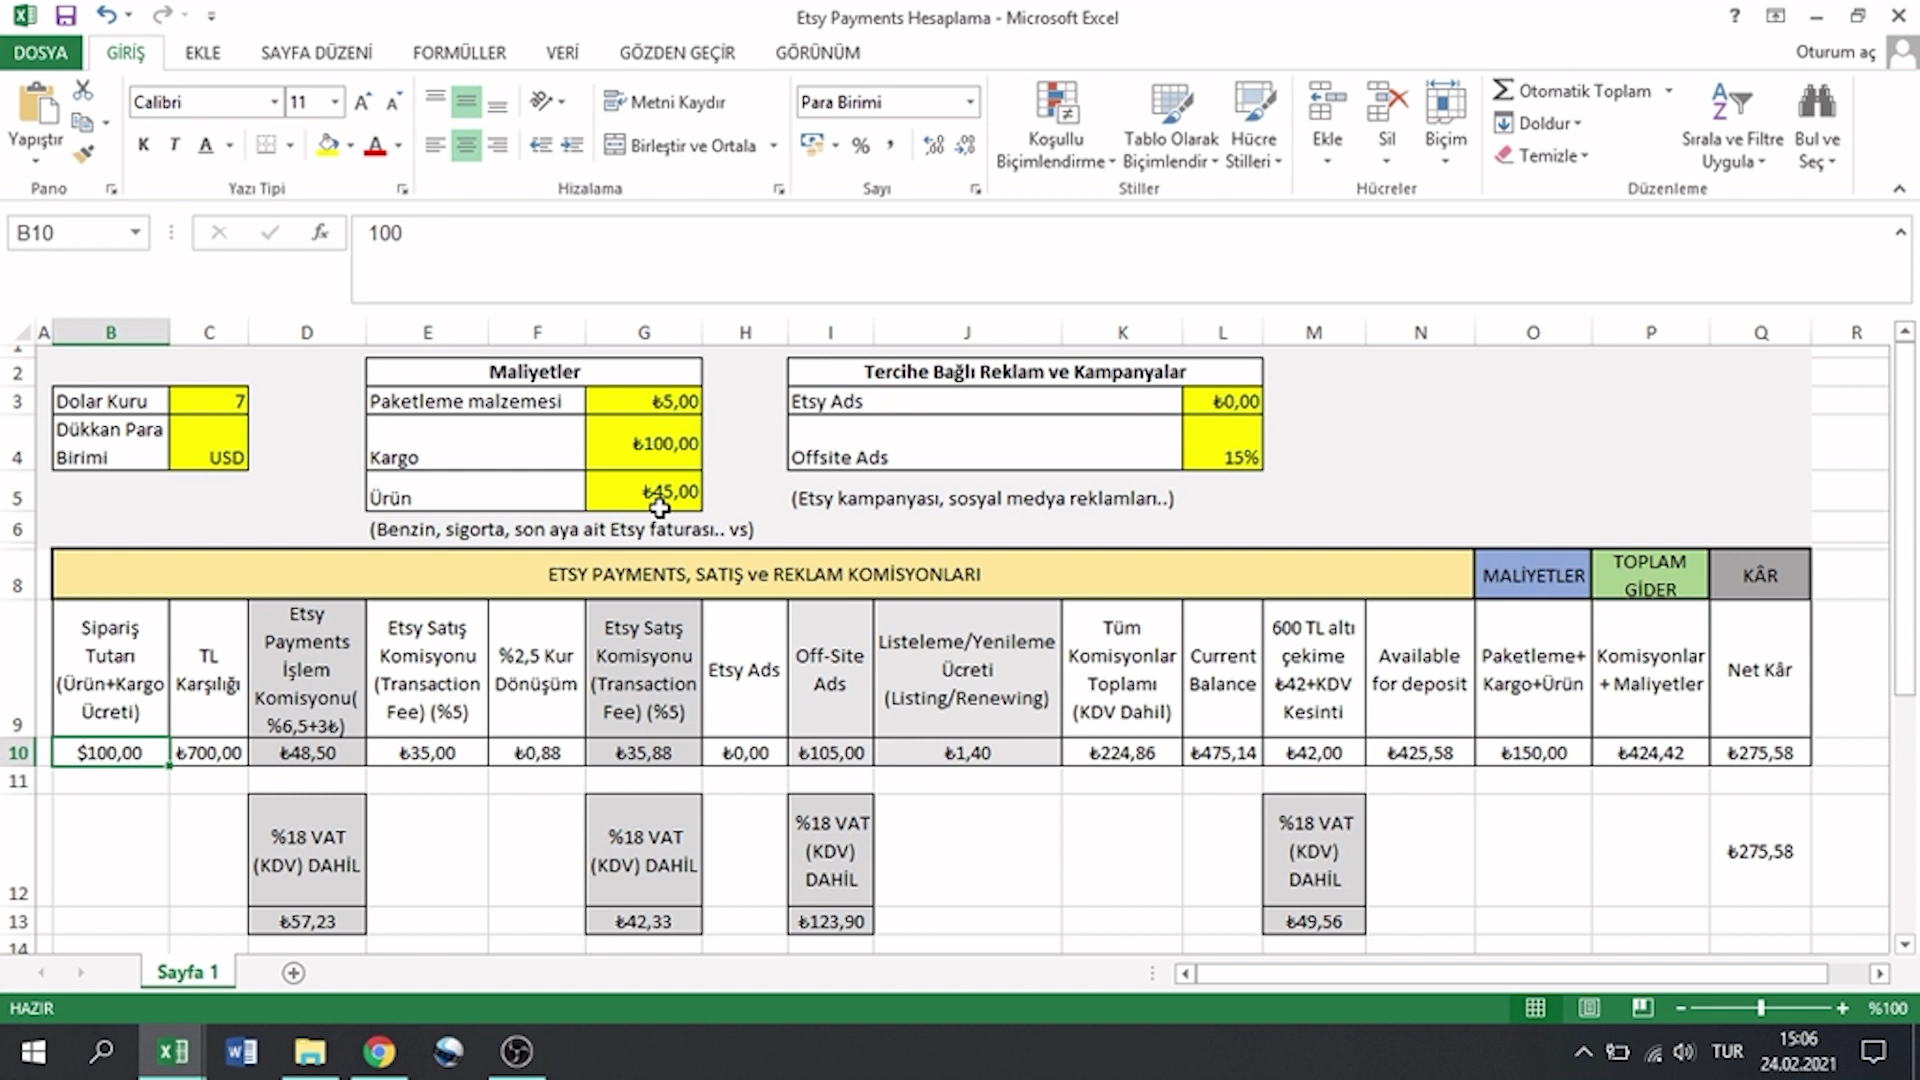 Etsy Payments Hesaplama - Microsoft Excel
DOSYA GİRİŞ EKLE SAYFA DÜZENİ FORMÜLLER VERİ GÖZDEN GEÇİR GÖRÜNÜM Oturum aç
Yapıştır
Calibri 11
K T A
Metni Kaydır
Birleştir ve Ortala
Para Birimi
%
Koşullu Biçimlendirme
Tablo Olarak Biçimlendir
Hücre Stilleri
Ekle
Sil
Biçim
Otomatik Toplam
Doldur
Temizle
Sırala ve Filtre Uygula
Bul ve Seç
Pano Yazı Tipi Hizalama Sayı Stiller Hücreler Düzenleme
B10 fx 100
A B C D E F G H I J K L M N O P Q R
2 Maliyetler Tercihe Bağlı Reklam ve Kampanyalar
3 Dolar Kuru 7 Paketleme malzemesi ₺5,00 Etsy Ads ₺0,00
4 Dükkan Para Birimi USD Kargo ₺100,00 Offsite Ads 15%
5 Ürün ₺45,00 (Etsy kampanyası, sosyal medya reklamları..)
6 (Benzin, sigorta, son aya ait Etsy faturası.. vs)
8 ETSY PAYMENTS, SATIŞ ve REKLAM KOMİSYONLARI MALİYETLER TOPLAM GİDER KÂR
9
Sipariş Tutarı (Ürün+Kargo Ücreti)
TL Karşılığı
Etsy Payments İşlem Komisyonu( %6,5+3₺)
Etsy Satış Komisyonu (Transaction Fee) (%5)
%2,5 Kur Dönüşüm
Etsy Satış Komisyonu (Transaction Fee) (%5)
Etsy Ads
Off-Site Ads
Listeleme/Yenileme Ücreti (Listing/Renewing)
Tüm Komisyonlar Toplamı (KDV Dahil)
Current Balance
600 TL altı çekime ₺42+KDV Kesinti
Available for deposit
Paketleme+ Kargo+Ürün
Komisyonlar + Maliyetler
Net Kâr
10 $100,00 ₺700,00 ₺48,50 ₺35,00 ₺0,88 ₺35,88 ₺0,00 ₺105,00 ₺1,40 ₺224,86 ₺475,14 ₺42,00 ₺425,58 ₺150,00 ₺424,42 ₺275,58
11
12 %18 VAT (KDV) DAHİL %18 VAT (KDV) DAHİL %18 VAT (KDV) DAHİL %18 VAT (KDV) DAHİL ₺275,58
13 ₺57,23 ₺42,33 ₺123,90 ₺49,56
14
Sayfa 1
HAZIR %100
TUR 15:06
24.02.2021